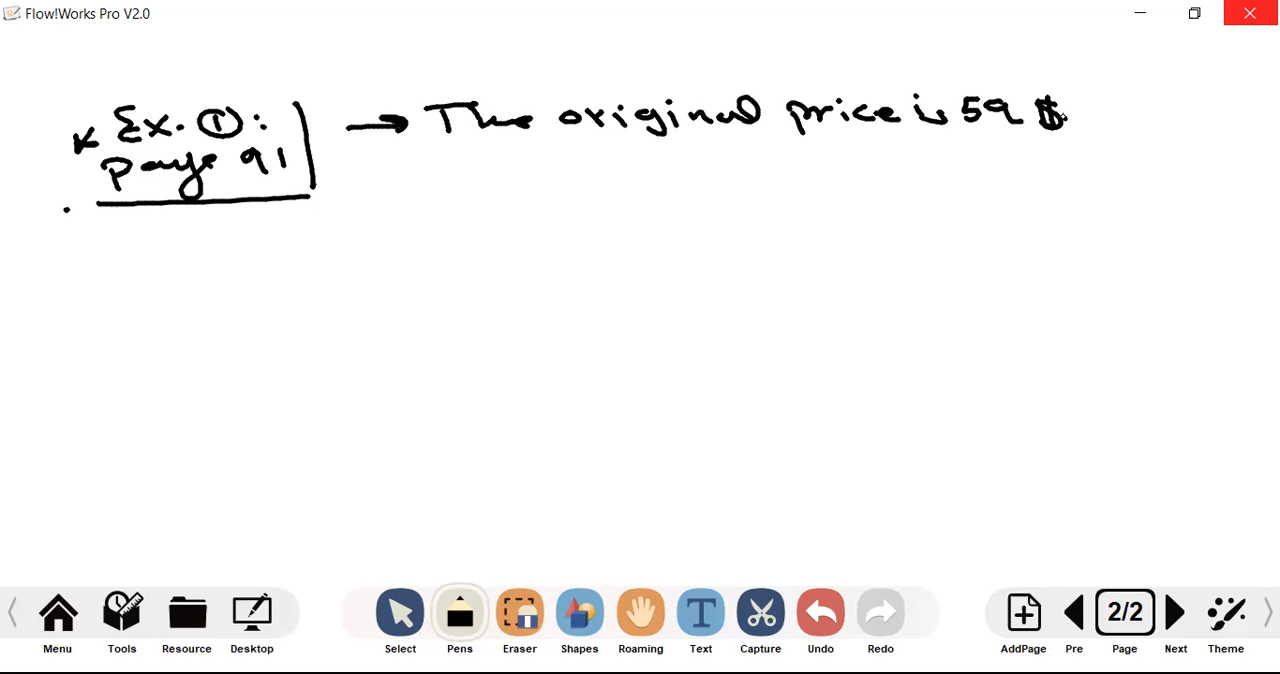 Flow!Works Pro V2.0
Ex. ①: → The original price is 59 $
page 91
2/2
Menu Tools Resource Desktop Select Pens Eraser Shapes Roaming Text Capture Undo Redo AddPage Pre Page Next Theme